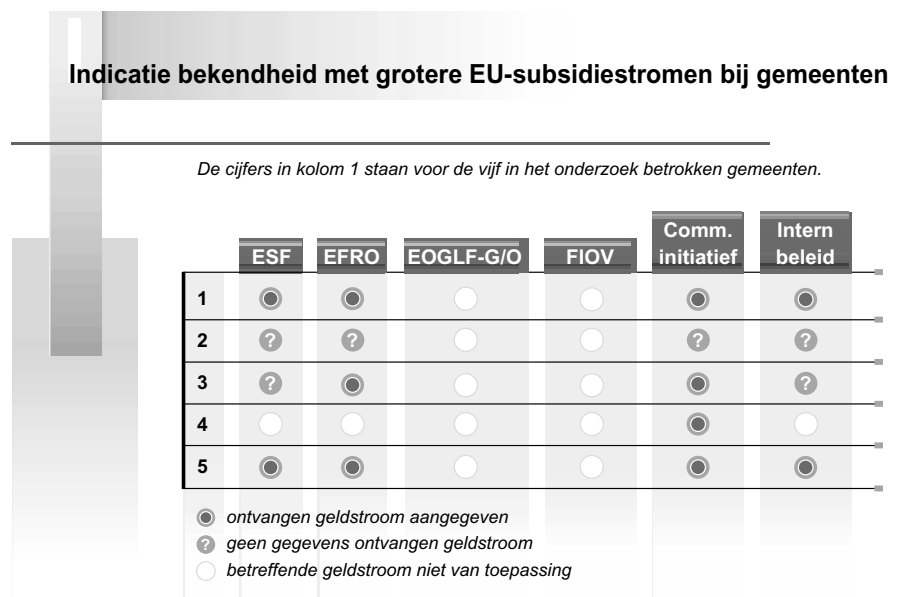 Indicatie bekendheid met grotere EU-subsidiestromen bij gemeenten
De cijfers in kolom 1 staan voor de vijf in het onderzoek betrokken gemeenten.
ESF EFRO EOGLF-G/O FIOV Comm. initiatief Intern beleid
1
2 ? ? ? ?
3 ? ?
4
5
ontvangen geldstroom aangegeven
? geen gegevens ontvangen geldstroom
betreffende geldstroom niet van toepassing